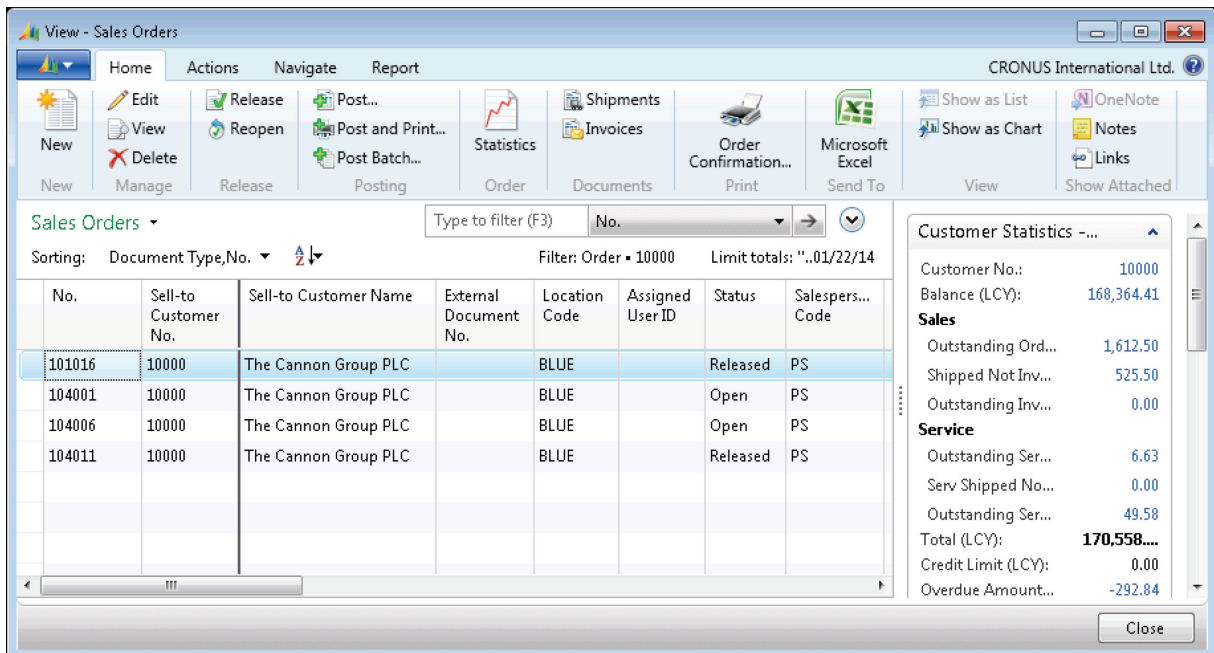 View - Sales Orders
Home Actions Navigate Report CRONUS International Ltd.
New
Edit
View
Delete
Release
Reopen
Post...
Post and Print...
Post Batch...
Statistics
Shipments
Invoices
Order Confirmation...
Microsoft Excel
Show as List
Show as Chart
OneNote
Notes
Links
New Manage Release Posting Order Documents Print Send To View Show Attached
Sales Orders Type to filter (F3) No.
Sorting: Document Type,No. Filter: Order • 10000 Limit totals: ''..01/22/14
No. Sell-to Customer No. Sell-to Customer Name External Document No. Location Code Assigned User ID Status Salespers... Code
101016 10000 The Cannon Group PLC BLUE Released PS
104001 10000 The Cannon Group PLC BLUE Open PS
104006 10000 The Cannon Group PLC BLUE Open PS
104011 10000 The Cannon Group PLC BLUE Released PS
Customer Statistics -...
Customer No.: 10000
Balance (LCY): 168,364.41
Sales
Outstanding Ord... 1,612.50
Shipped Not Inv... 525.50
Outstanding Inv... 0.00
Service
Outstanding Ser... 6.63
Serv Shipped No... 0.00
Outstanding Ser... 49.58
Total (LCY): 170,558....
Credit Limit (LCY): 0.00
Overdue Amount... -292.84
Close